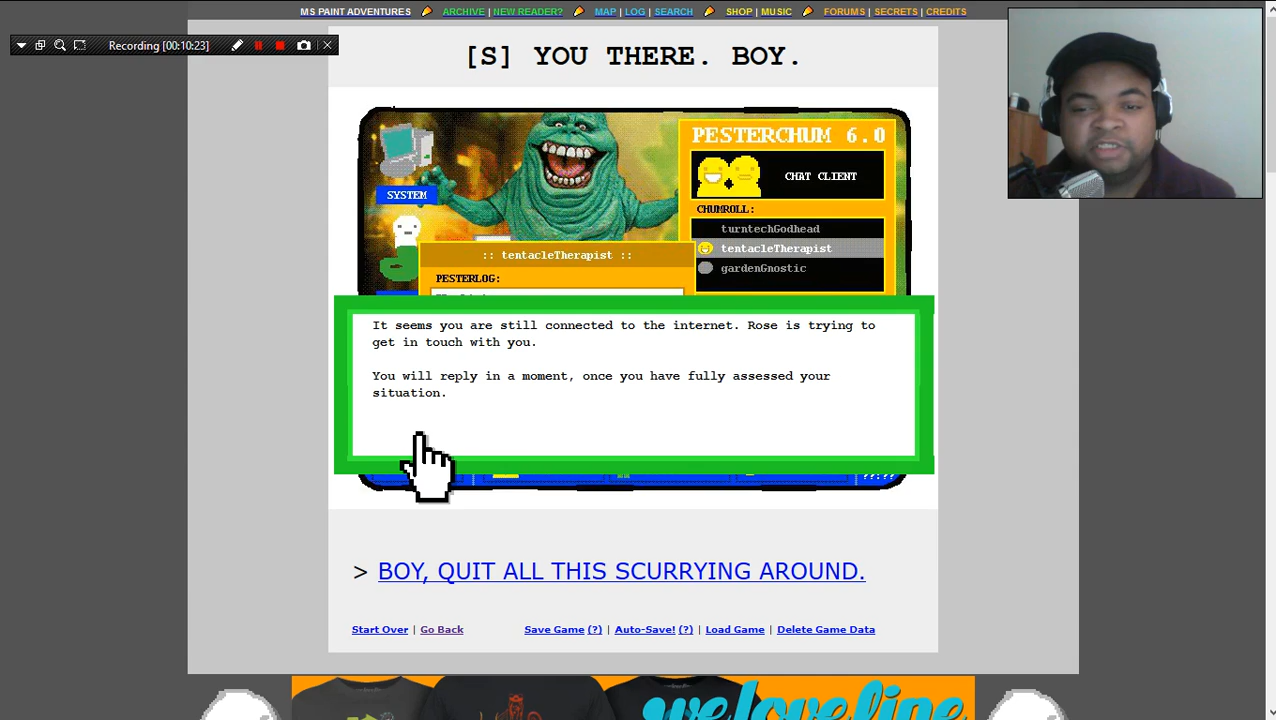 MS PAINT ADVENTURES ARCHIVE | NEW READER? MAP | LOG | SEARCH SHOP | MUSIC FORUMS | SECRETS | CREDITS
Recording [00:10:23]
[S] YOU THERE. BOY.
PESTERCHUM 6.0
CHAT CLIENT
SYSTEM
CHUMROLL:
turntechGodhead
tentacleTherapist
gardenGnostic
:: tentacleTherapist ::
PESTERLOG:
It seems you are still connected to the internet. Rose is trying to
get in touch with you.
You will reply in a moment, once you have fully assessed your
situation.
??:??
> BOY, QUIT ALL THIS SCURRYING AROUND.
Start Over | Go Back Save Game (?) | Auto-Save! (?) | Load Game | Delete Game Data
welovefine